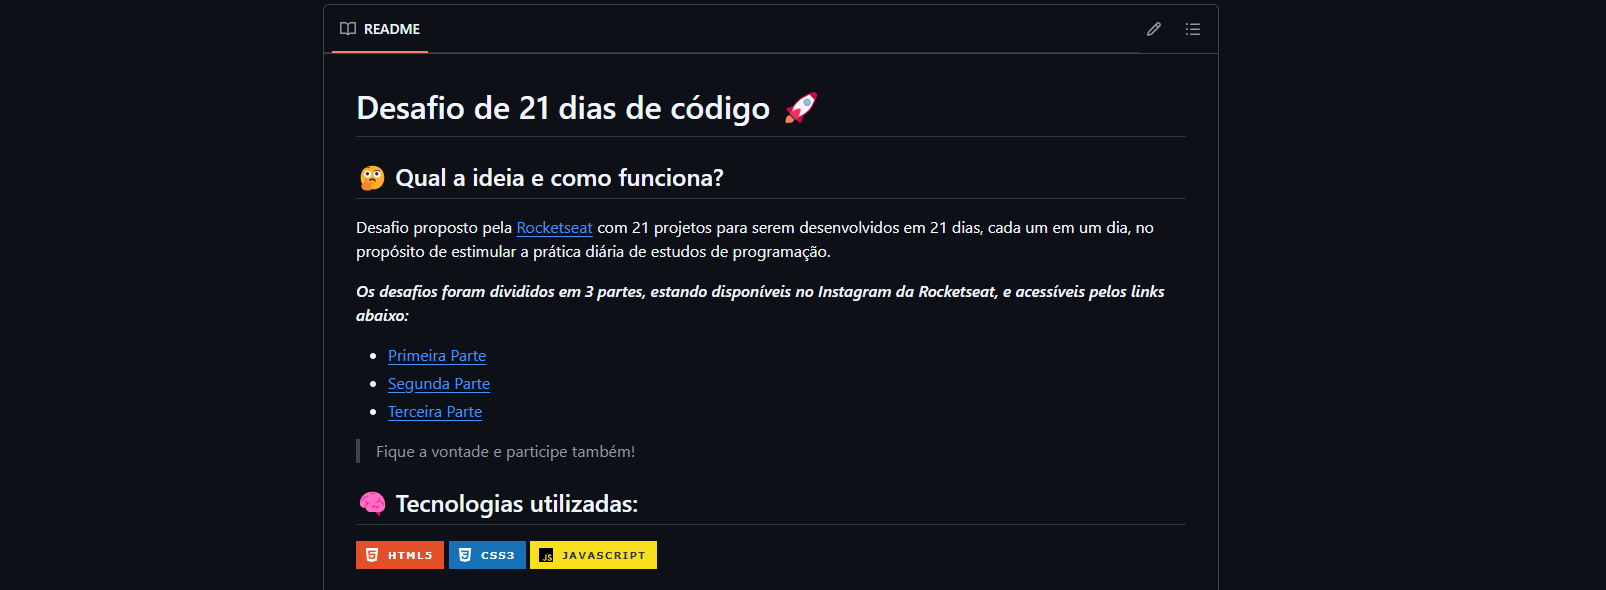 README
Desafio de 21 dias de código 🚀
🤔 Qual a ideia e como funciona?
Desafio proposto pela Rocketseat com 21 projetos para serem desenvolvidos em 21 dias, cada um em um dia, no
propósito de estimular a prática diária de estudos de programação.
Os desafios foram divididos em 3 partes, estando disponíveis no Instagram da Rocketseat, e acessíveis pelos links
abaixo:
Primeira Parte
Segunda Parte
Terceira Parte
Fique a vontade e participe também!
🧠 Tecnologias utilizadas:
HTML5 CSS3 JS JAVASCRIPT